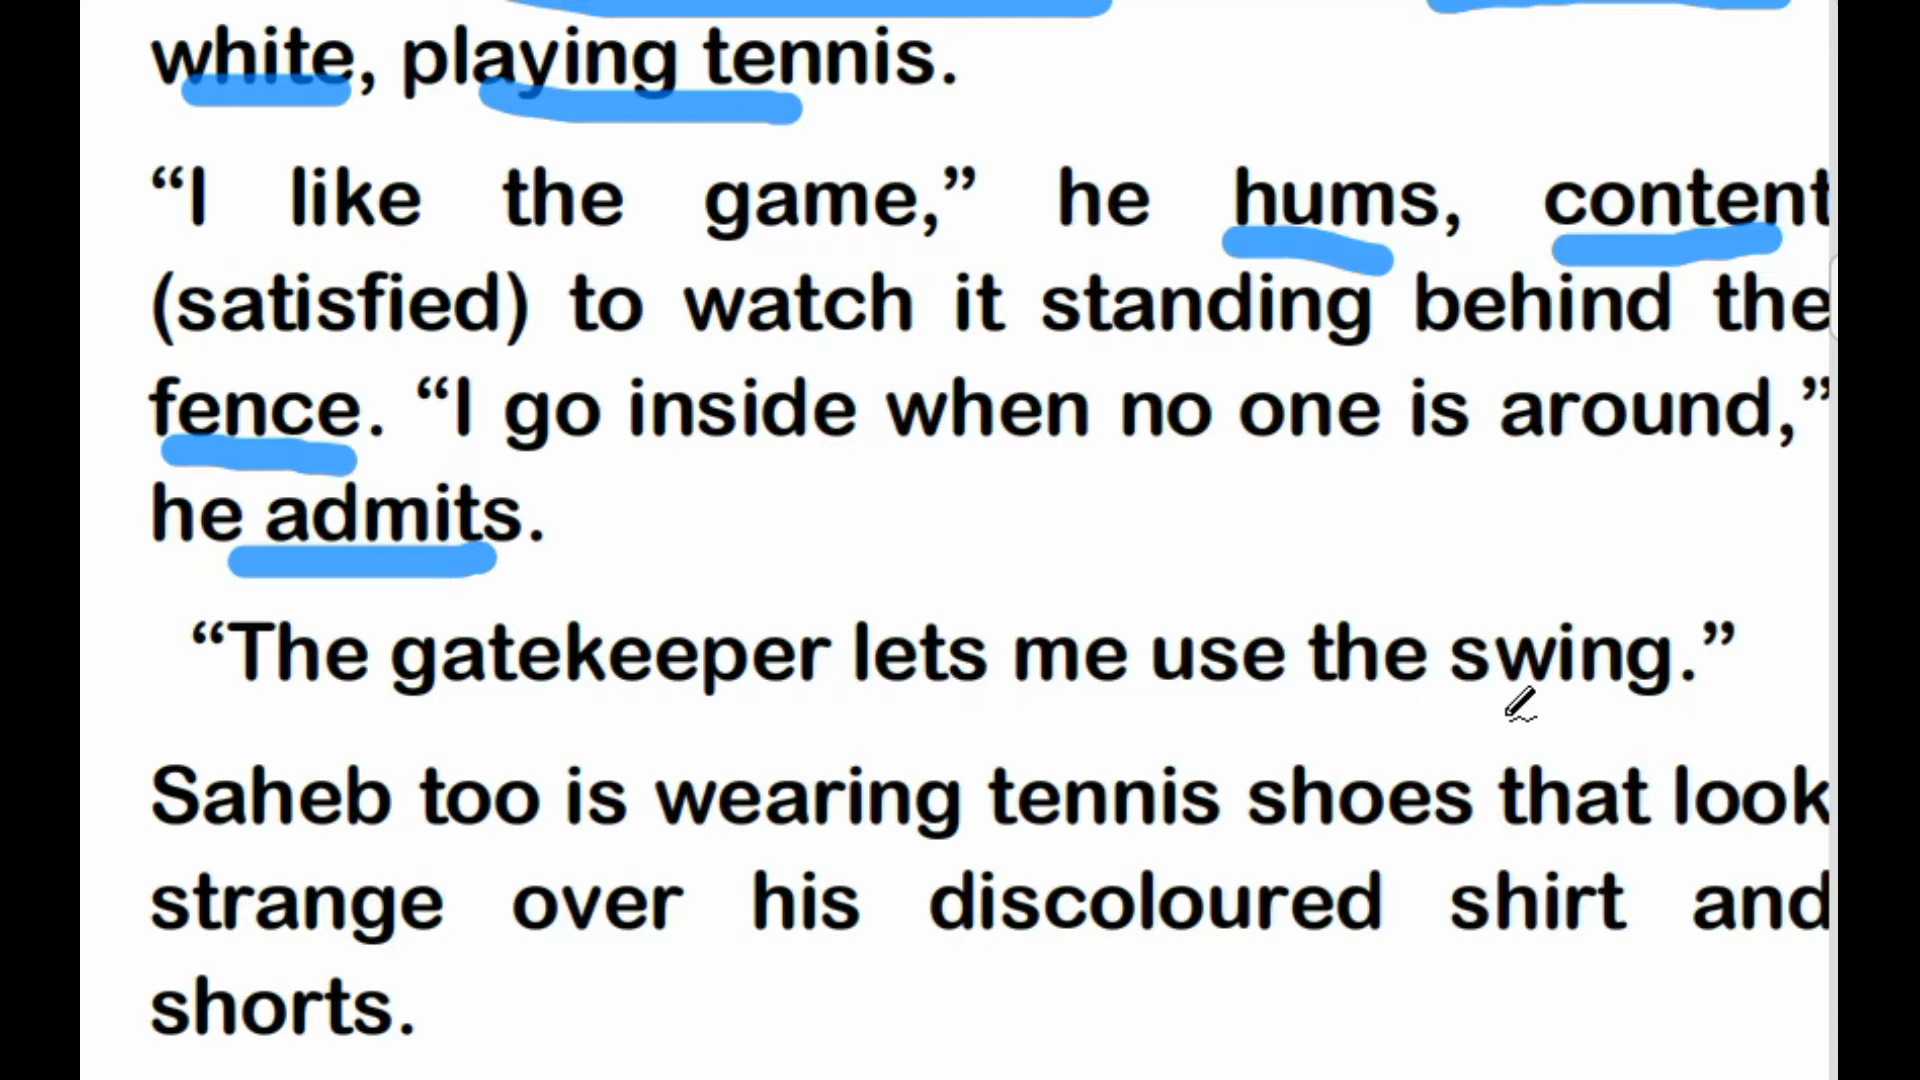 white, playing tennis.
“I like the game,” he hums, content
(satisfied) to watch it standing behind the
fence. “I go inside when no one is around,”
he admits.
“The gatekeeper lets me use the swing.”
Saheb too is wearing tennis shoes that look
strange over his discoloured shirt and
shorts.